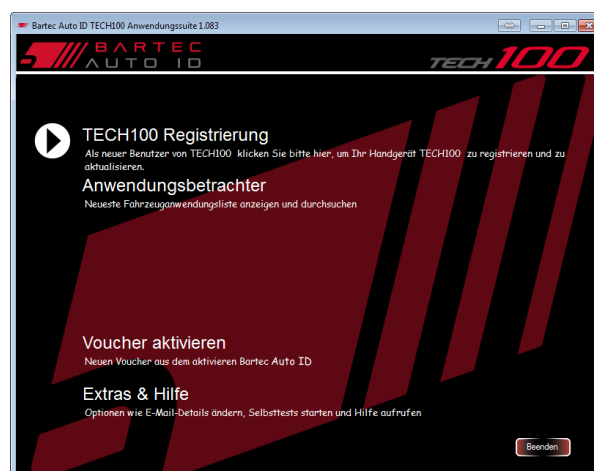 Bartec Auto ID TECH100 Anwendungssuite 1.083
BARTEC
AUTO ID
TECH100
TECH100 Registrierung
Als neuer Benutzer von TECH100 klicken Sie bitte hier, um Ihr Handgerät TECH100 zu registrieren und zu
aktualisieren.
Anwendungsbetrachter
Neueste Fahrzeuganwendungsliste anzeigen und durchsuchen
Voucher aktivieren
Neuen Voucher aus dem aktivieren Bartec Auto ID
Extras & Hilfe
Optionen wie E-Mail-Details ändern, Selbsttests starten und Hilfe aufrufen
Beenden